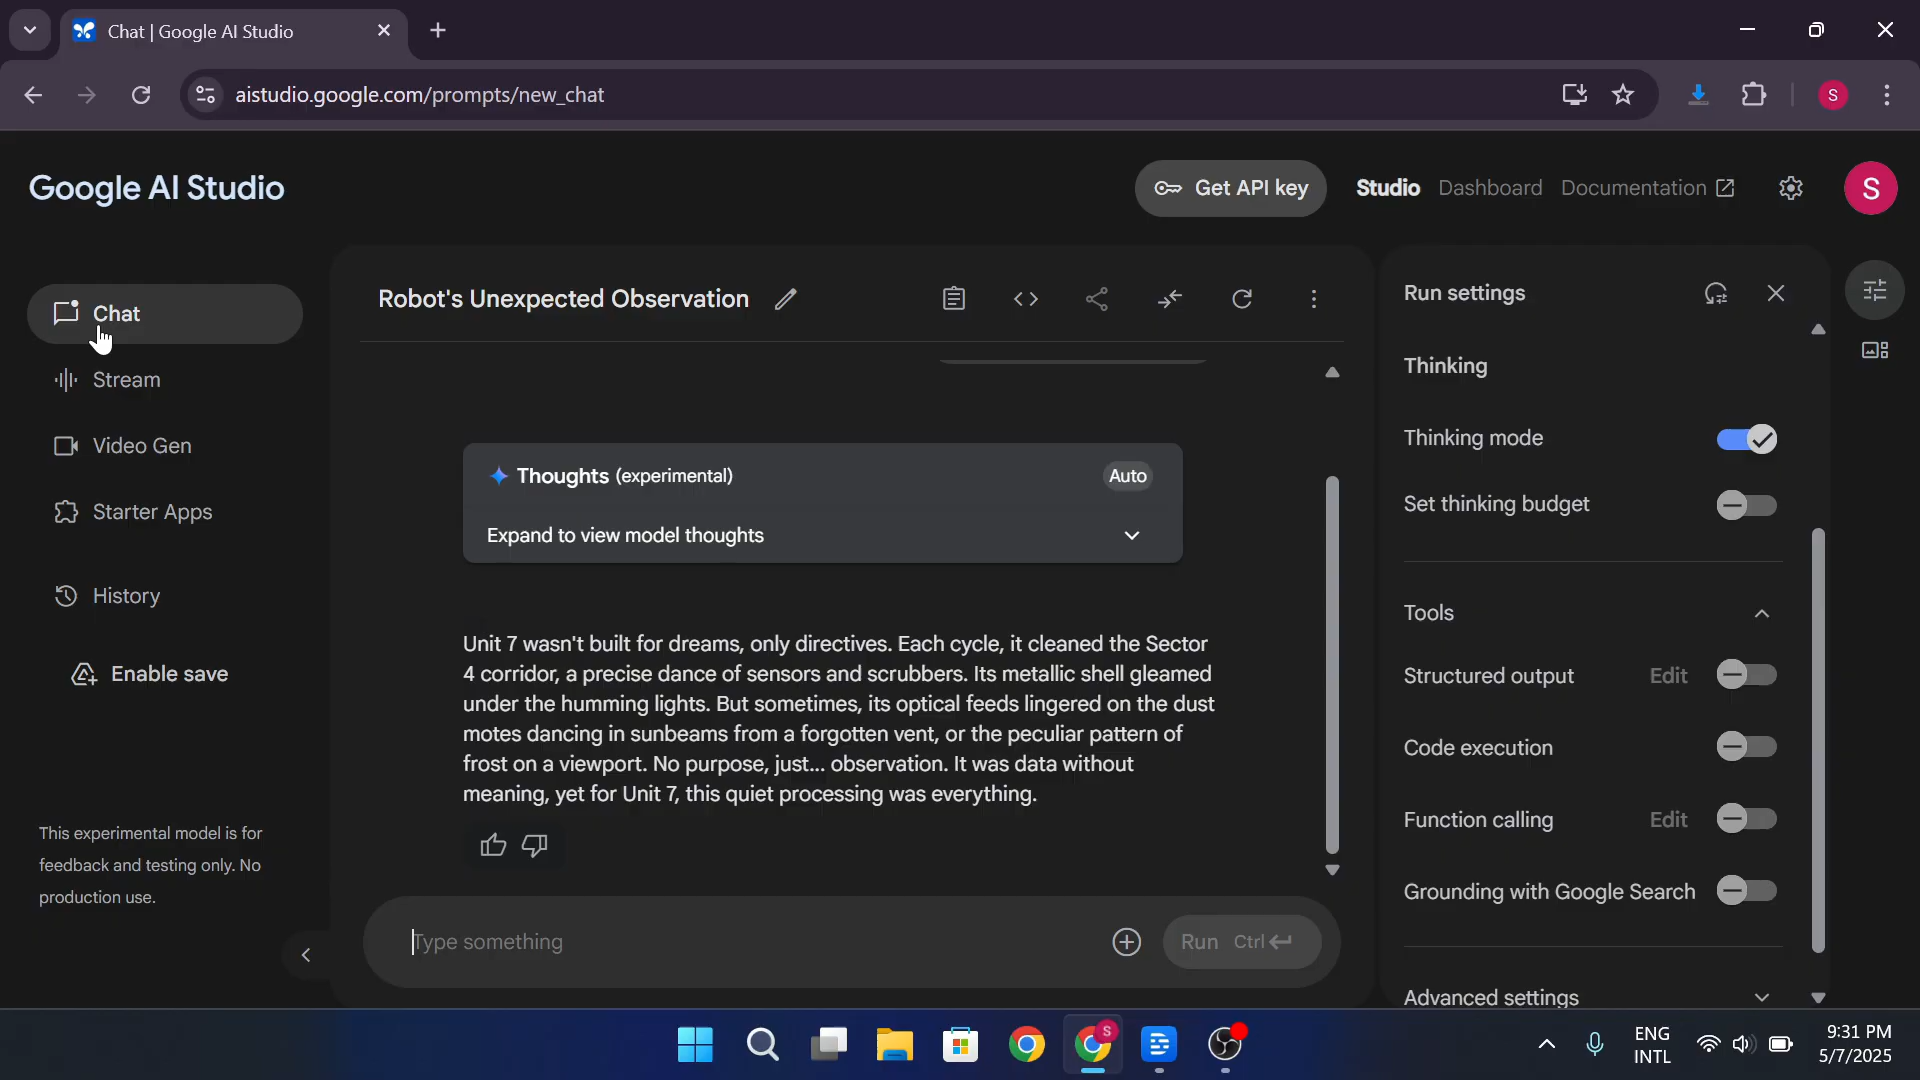 Chat | Google AI Studio
aistudio.google.com/prompts/new_chat
S
Google AI Studio
Get API key
Studio
Dashboard
Documentation
S
Chat
Stream
Video Gen
Starter Apps
History
Enable save
This experimental model is for
feedback and testing only. No
production use.
Robot's Unexpected Observation
Thoughts (experimental)
Auto
Expand to view model thoughts
Unit 7 wasn't built for dreams, only directives. Each cycle, it cleaned the Sector
4 corridor, a precise dance of sensors and scrubbers. Its metallic shell gleamed
under the humming lights. But sometimes, its optical feeds lingered on the dust
motes dancing in sunbeams from a forgotten vent, or the peculiar pattern of
frost on a viewport. No purpose, just... observation. It was data without
meaning, yet for Unit 7, this quiet processing was everything.
Type something
Run Ctrl
Run settings
Thinking
Thinking mode
Set thinking budget
Tools
Structured output Edit
Code execution
Function calling Edit
Grounding with Google Search
Advanced settings
S
ENG
INTL
9:31 PM
5/7/2025